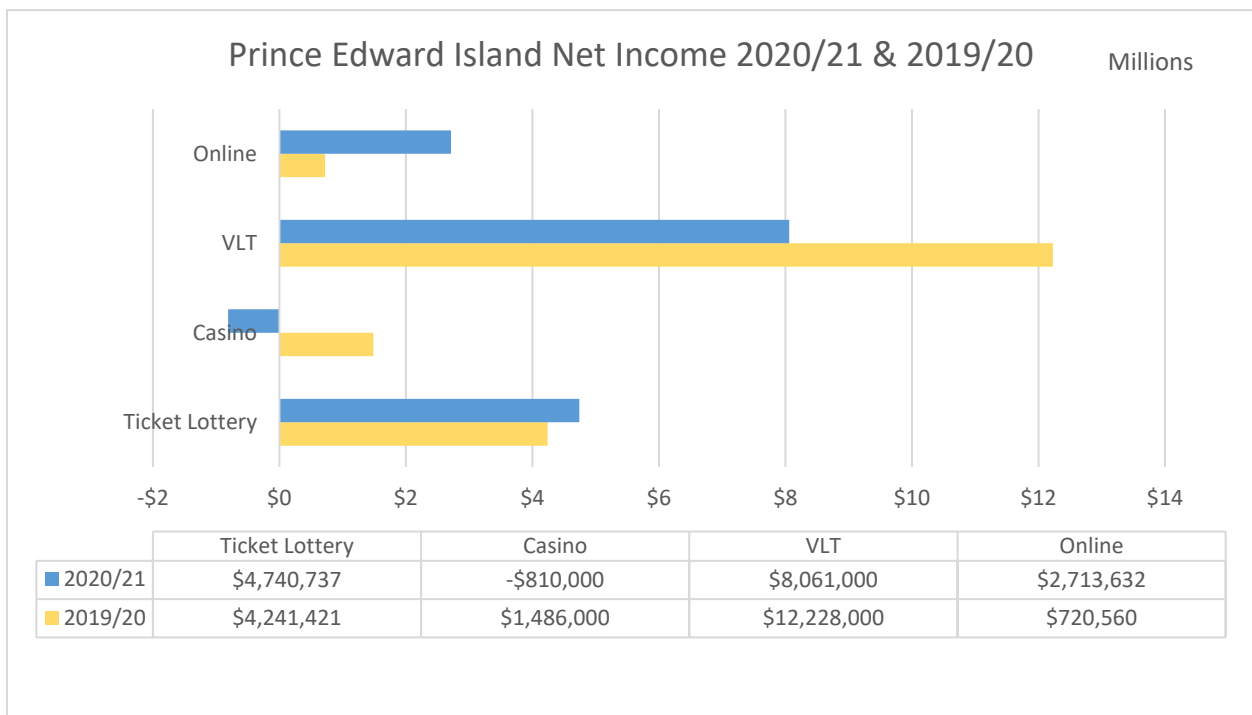 Prince Edward Island Net Income 2020/21 & 2019/20
Millions
Online
VLT
Casino
Ticket Lottery
-$2 $0 $2 $4 $6 $8 $10 $12 $14
Ticket Lottery Casino VLT Online
2020/21 $4,740,737 -$810,000 $8,061,000 $2,713,632
2019/20 $4,241,421 $1,486,000 $12,228,000 $720,560